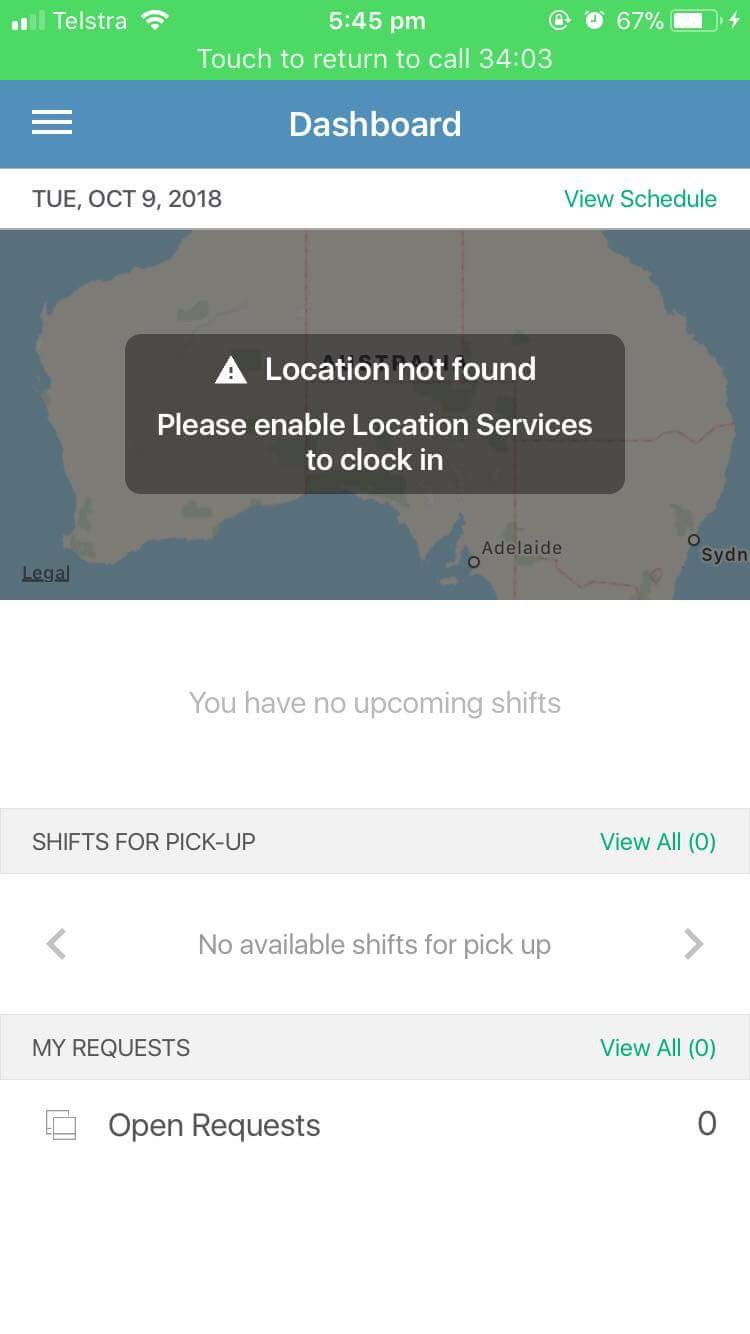 Telstra 5:45 pm 67%
Touch to return to call 34:03
Dashboard
TUE, OCT 9, 2018 View Schedule
AUSTRALIA
Location not found
Please enable Location Services
to clock in
Adelaide
Sydn
Legal
You have no upcoming shifts
SHIFTS FOR PICK-UP View All (0)
No available shifts for pick up
MY REQUESTS View All (0)
Open Requests 0